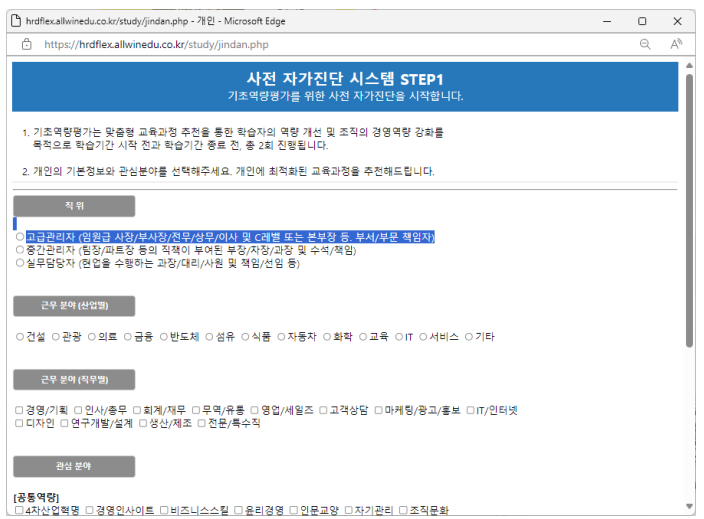 hrdflex.allwinedu.co.kr/study/jindan.php - 개인 - Microsoft Edge
https://hrdflex.allwinedu.co.kr/study/jindan.php
사전 자가진단 시스템 STEP1
기초역량평가를 위한 사전 자가진단을 시작합니다.
1. 기초역량평가는 맞춤형 교육과정 추천을 통한 학습자의 역량 개선 및 조직의 경영역량 강화를
목적으로 학습기간 시작 전과 학습기간 종료 전, 총 2회 진행됩니다.
2. 개인의 기본정보와 관심분야를 선택해주세요. 개인에 최적화된 교육과정을 추천해드립니다.
직 위
고급관리자 (임원급 사장/부사장/전무/상무/이사 및 C레벨 또는 본부장 등. 부서/부문 책임자)
중간관리자 (팀장/파트장 등의 직책이 부여된 부장/차장/과장 및 수석/책임)
실무담당자 (현업을 수행하는 과장/대리/사원 및 책임/선임 등)
근무 분야 (산업별)
건설 관광 의료 금융 반도체 섬유 식품 자동차 화학 교육 IT 서비스 기타
근무 분야 (직무별)
경영/기획 인사/총무 회계/재무 무역/유통 영업/세일즈 고객상담 마케팅/광고/홍보 IT/인터넷
디자인 연구개발/설계 생산/제조 전문/특수직
관심 분야
[공통역량]
4차산업혁명 경영인사이트 비즈니스스킬 윤리경영 인문교양 자기관리 조직문화